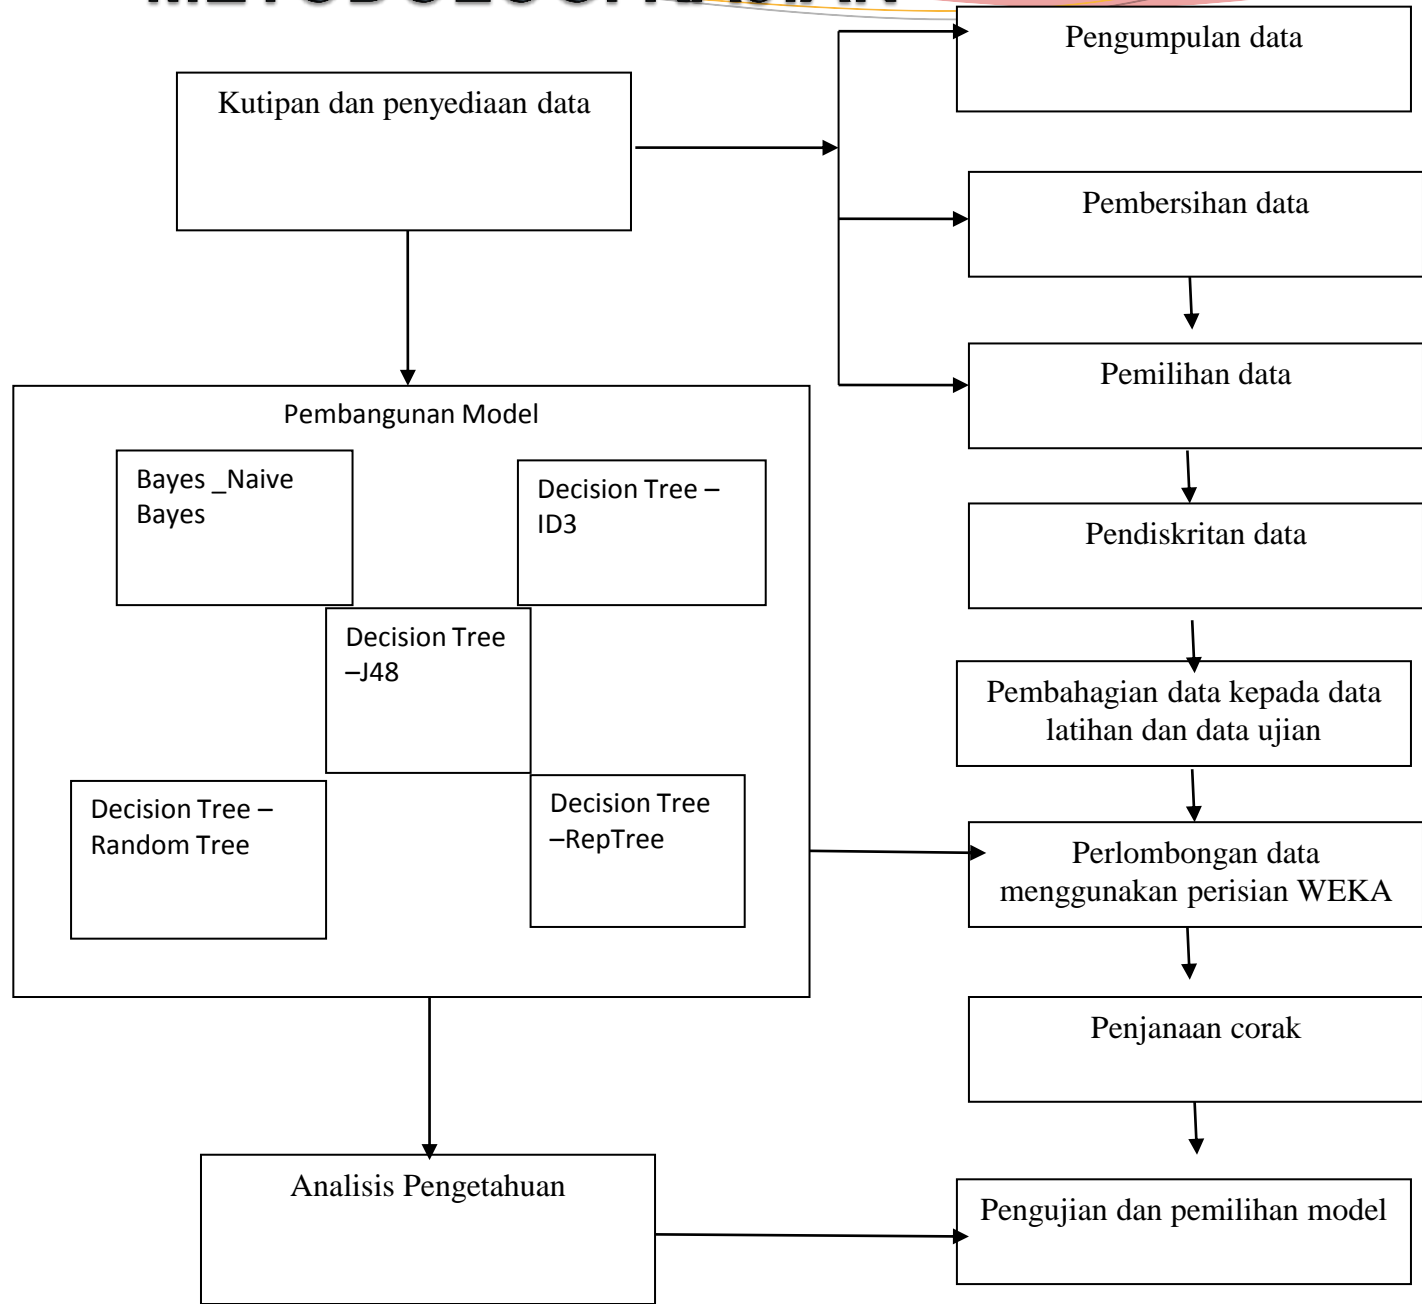 METODOLOGI KAJIAN
Pengumpulan data
Kutipan dan penyediaan data
Pembersihan data
Pemilihan data
Pembangunan Model
Bayes _Naive
Bayes
Decision Tree –
ID3
Pendiskritan data
Decision Tree
–J48
Pembahagian data kepada data
latihan dan data ujian
Decision Tree –
Random Tree
Decision Tree
–RepTree
Perlombongan data
menggunakan perisian WEKA
Penjanaan corak
Analisis Pengetahuan
Pengujian dan pemilihan model